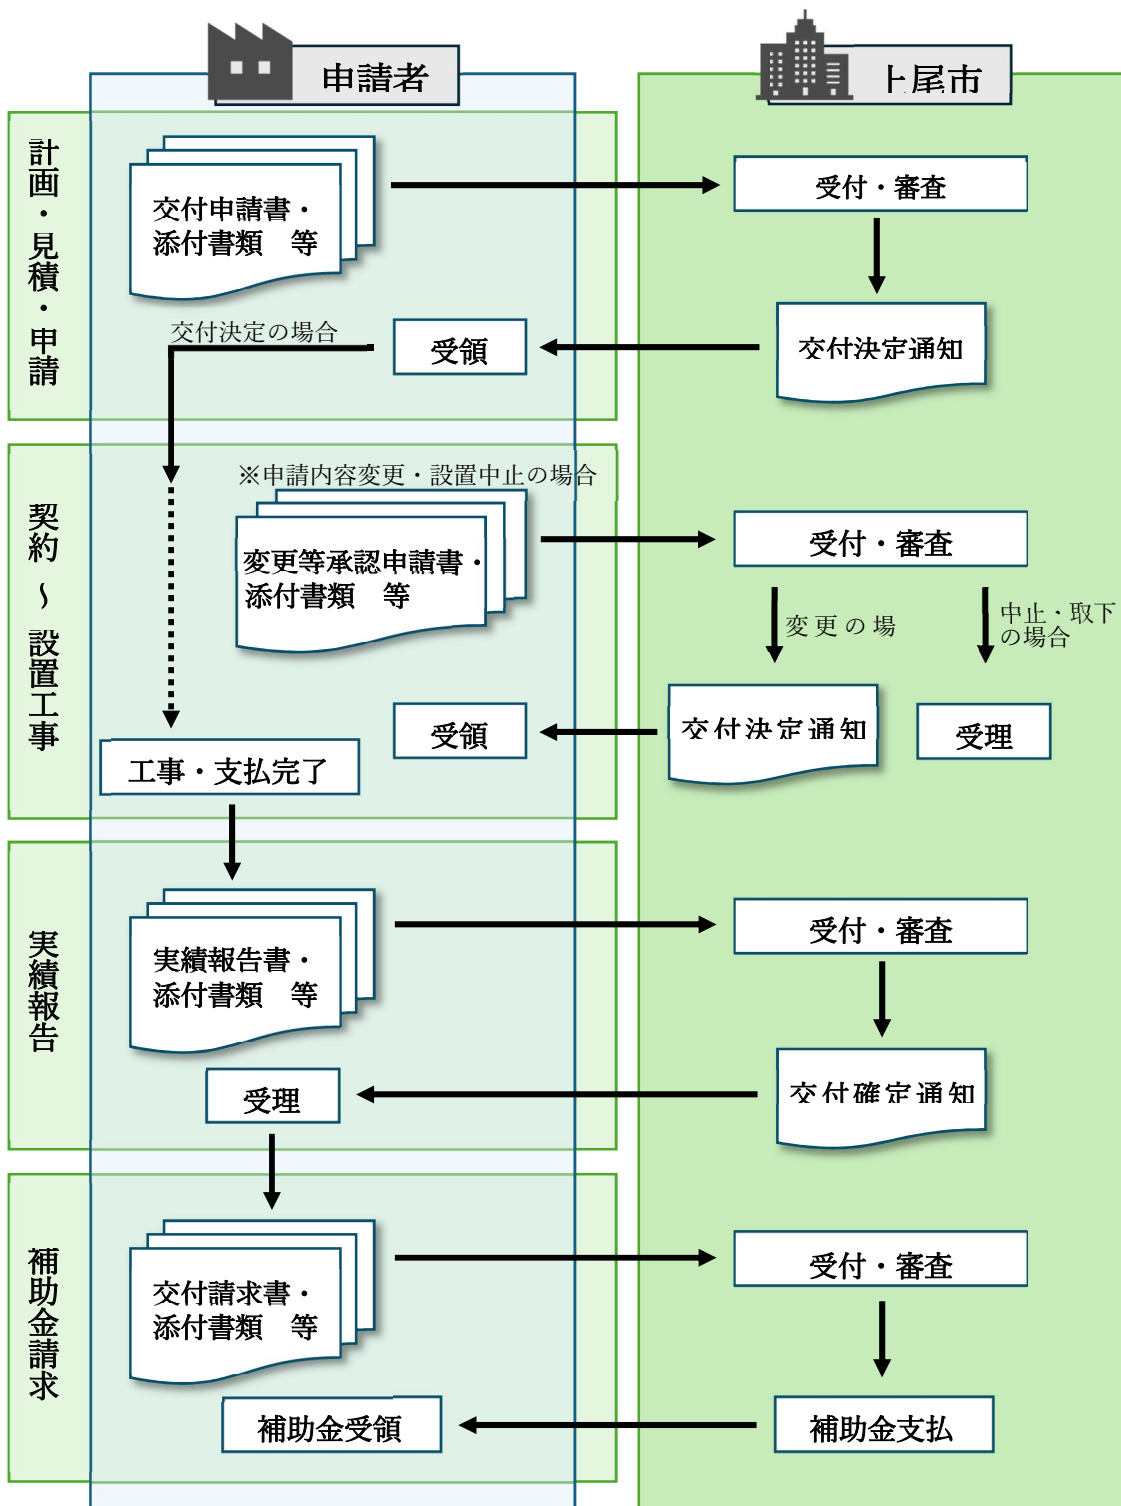 申請者
上尾市
計画・見積・申請
交付申請書・
添付書類　等
受付・審査
交付決定通知
受領
交付決定の場合
契約～設置工事
※申請内容変更・設置中止の場合
変更等承認申請書・
添付書類　等
受付・審査
変更の場
中止・取下
の場合
交付決定通知
受理
受領
工事・支払完了
実績報告
実績報告書・
添付書類　等
受付・審査
交付確定通知
受理
補助金請求
交付請求書・
添付書類　等
受付・審査
補助金支払
補助金受領